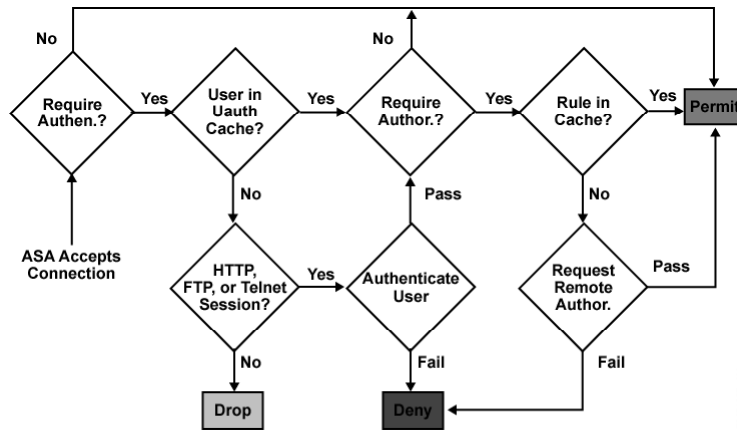 No
No
Require
Authen.?
Yes
User in
Uauth
Cache?
Yes
Require
Author.?
Yes
Rule in
Cache?
Yes
Permit
No
Pass
No
ASA Accepts
Connection
HTTP,
FTP, or Telnet
Session?
Yes
Authenticate
User
Request
Remote
Author.
Pass
No
Fail
Fail
Drop
Deny